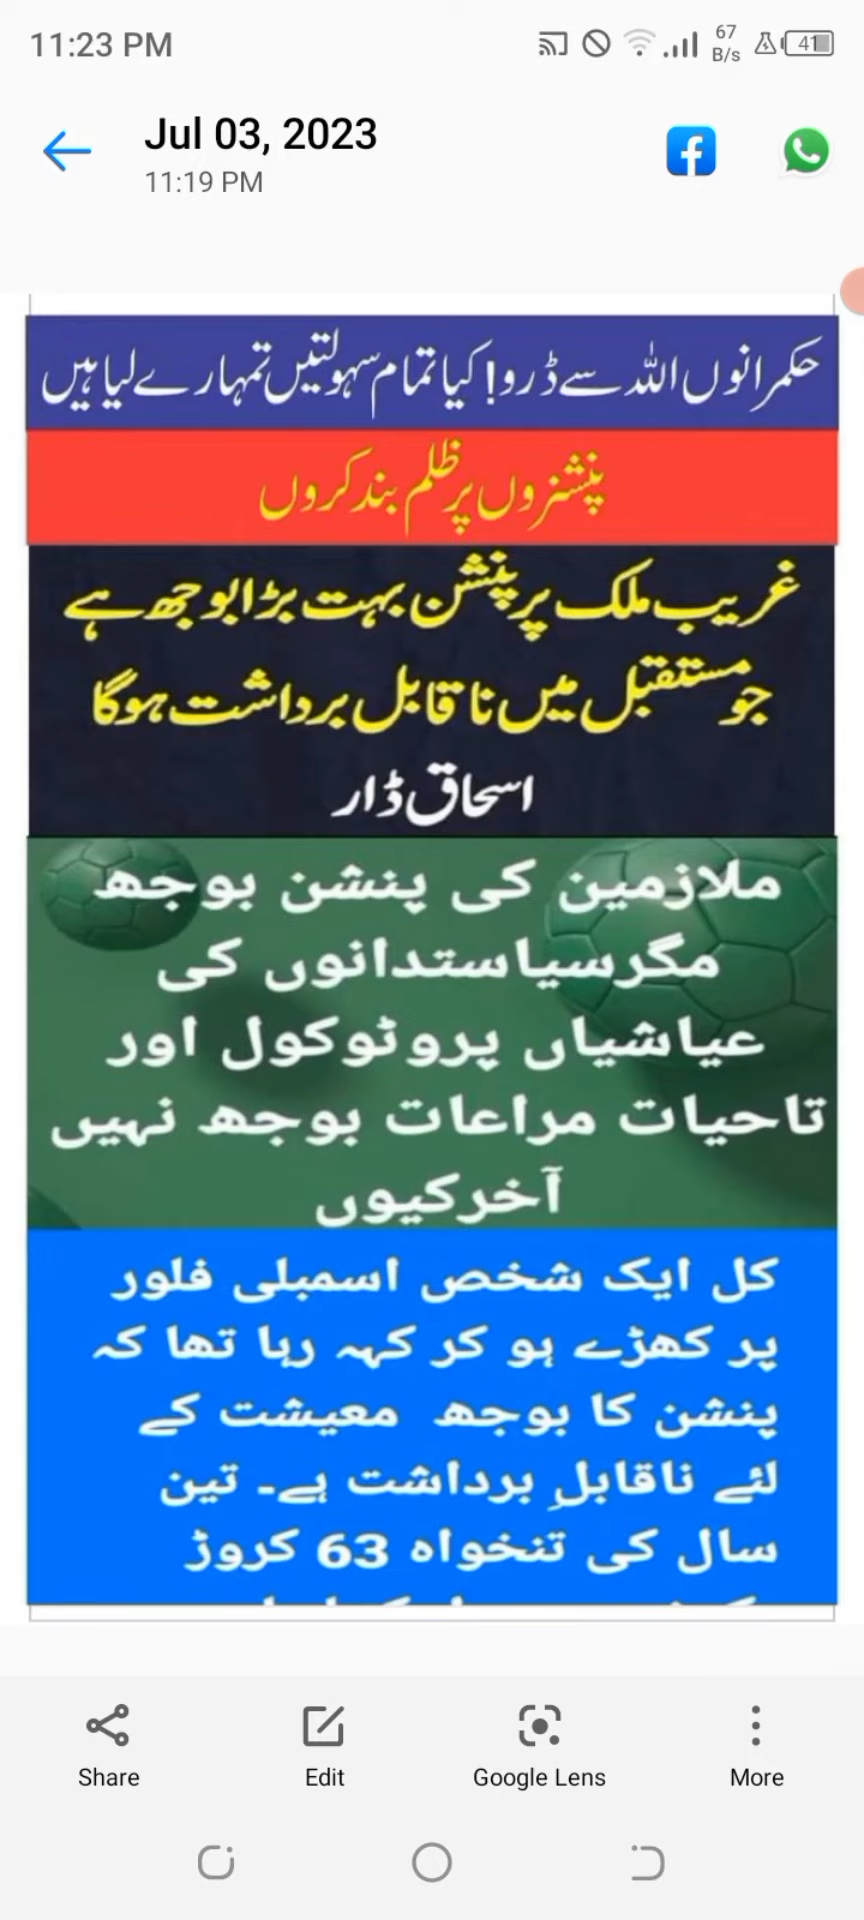 11:23 PM
67
B/s
41
Jul 03, 2023
11:19 PM
حکمرانوں اللہ سے ڈرو! کیا تمام سہولتیں تمہارے لیا ہیں
پنشنروں پر ظلم بند کروں
غریب ملک پر پنشن بہت بڑا بوجھ ہے
جو مستقبل میں ناقابل برداشت ہوگا
اسحاق ڈار
ملازمین کی پنشن بوجھ
مگرسیاستدانوں کی
عیاشیاں پروٹوکول اور
تاحیات مراعات بوجھ نہیں
آخرکیوں
کل ایک شخص اسمبلی فلور
پر کھڑے ہو کر کہہ رہا تھا کہ
پنشن کا بوجھ معیشت کے
لئے ناقابلِ برداشت ہے۔ تین
سال کی تنخواہ 63 کروڑ
Share
Edit
Google Lens
More